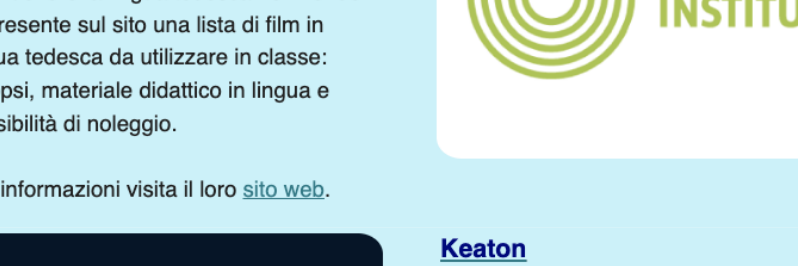 resente sul sito una lista di film in
ua tedesca da utilizzare in classe:
psi, materiale didattico in lingua e
sibilità di noleggio.
informazioni visita il loro sito web.
INSTITU
Keaton